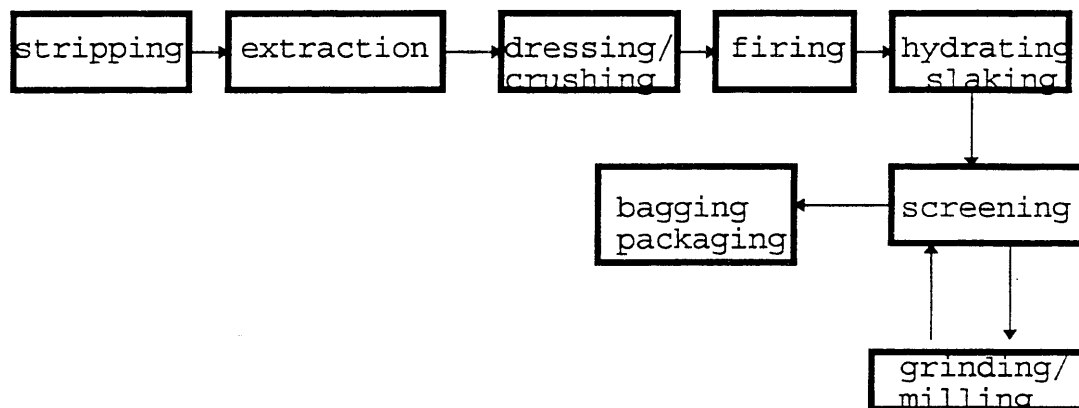 stripping
extraction
dressing/
crushing
firing
hydrating
slaking
screening
bagging
packaging
grinding/
milling